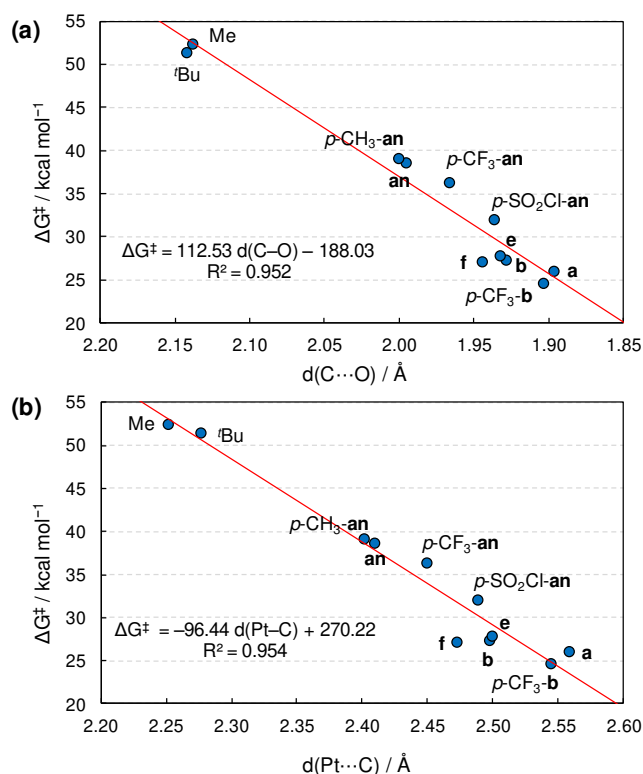 (a)
55
50
45
40
35
30
25
20
ΔG‡ / kcal mol−1
Me
tBu
p-CH3-an
an
p-CF3-an
p-SO2Cl-an
e
f
b
a
p-CF3-b
ΔG‡ = 112.53 d(C–O) – 188.03
R² = 0.952
2.20 2.15 2.10 2.05 2.00 1.95 1.90 1.85
d(C···O) / Å
(b)
55
50
45
40
35
30
25
20
ΔG‡ / kcal mol−1
Me
tBu
p-CH3-an
an
p-CF3-an
p-SO2Cl-an
e
f
b
a
p-CF3-b
ΔG‡ = –96.44 d(Pt–C) + 270.22
R² = 0.954
2.20 2.25 2.30 2.35 2.40 2.45 2.50 2.55 2.60
d(Pt···C) / Å